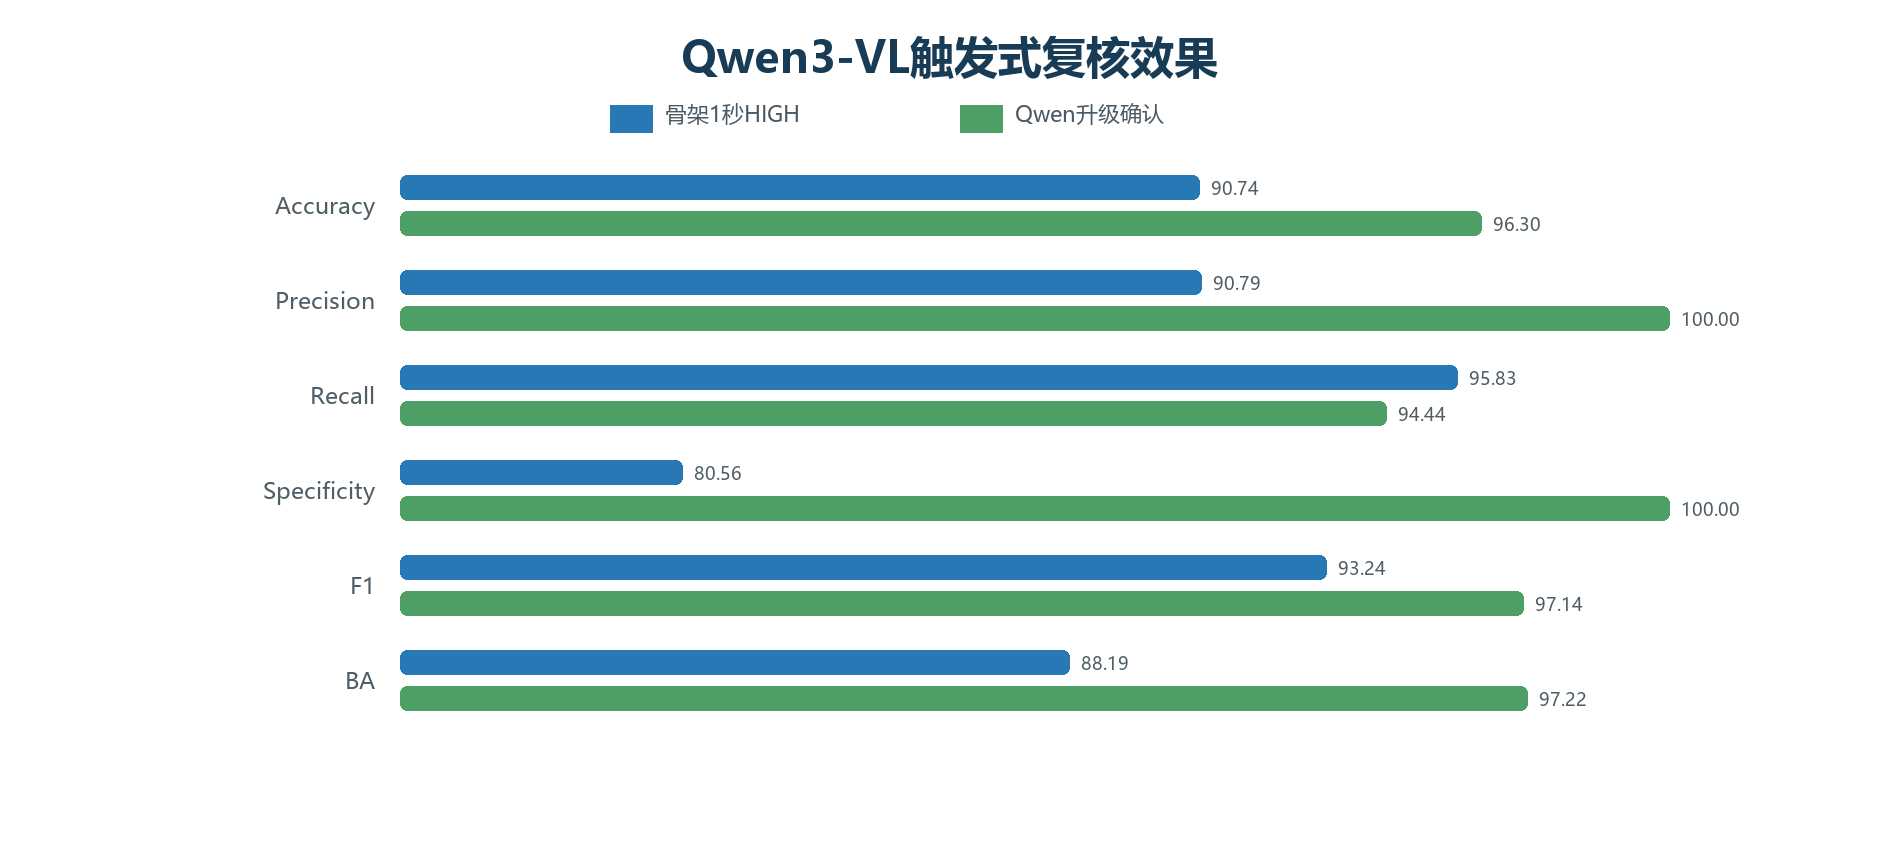 Qwen3-VL触发式复核效果
骨架1秒HIGH
Qwen升级确认
Accuracy
90.74
96.30
Precision
90.79
100.00
Recall
95.83
94.44
Specificity
80.56
100.00
F1
93.24
97.14
BA
88.19
97.22